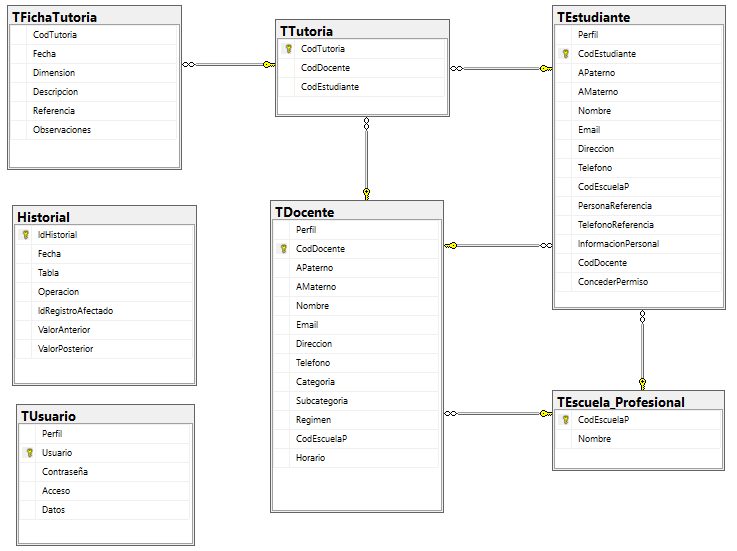 TFichaTutoria
CodTutoria
Fecha
Dimension
Descripcion
Referencia
Observaciones
TTutoria
CodTutoria
CodDocente
CodEstudiante
TEstudiante
Perfil
CodEstudiante
APaterno
AMaterno
Nombre
Email
Direccion
Telefono
CodEscuelaP
PersonaReferencia
TelefonoReferencia
InformacionPersonal
CodDocente
ConcederPermiso
Historial
IdHistorial
Fecha
Tabla
Operacion
IdRegistroAfectado
ValorAnterior
ValorPosterior
TDocente
Perfil
CodDocente
APaterno
AMaterno
Nombre
Email
Direccion
Telefono
Categoria
Subcategoria
Regimen
CodEscuelaP
Horario
TEscuela_Profesional
CodEscuelaP
Nombre
TUsuario
Perfil
Usuario
Contraseña
Acceso
Datos